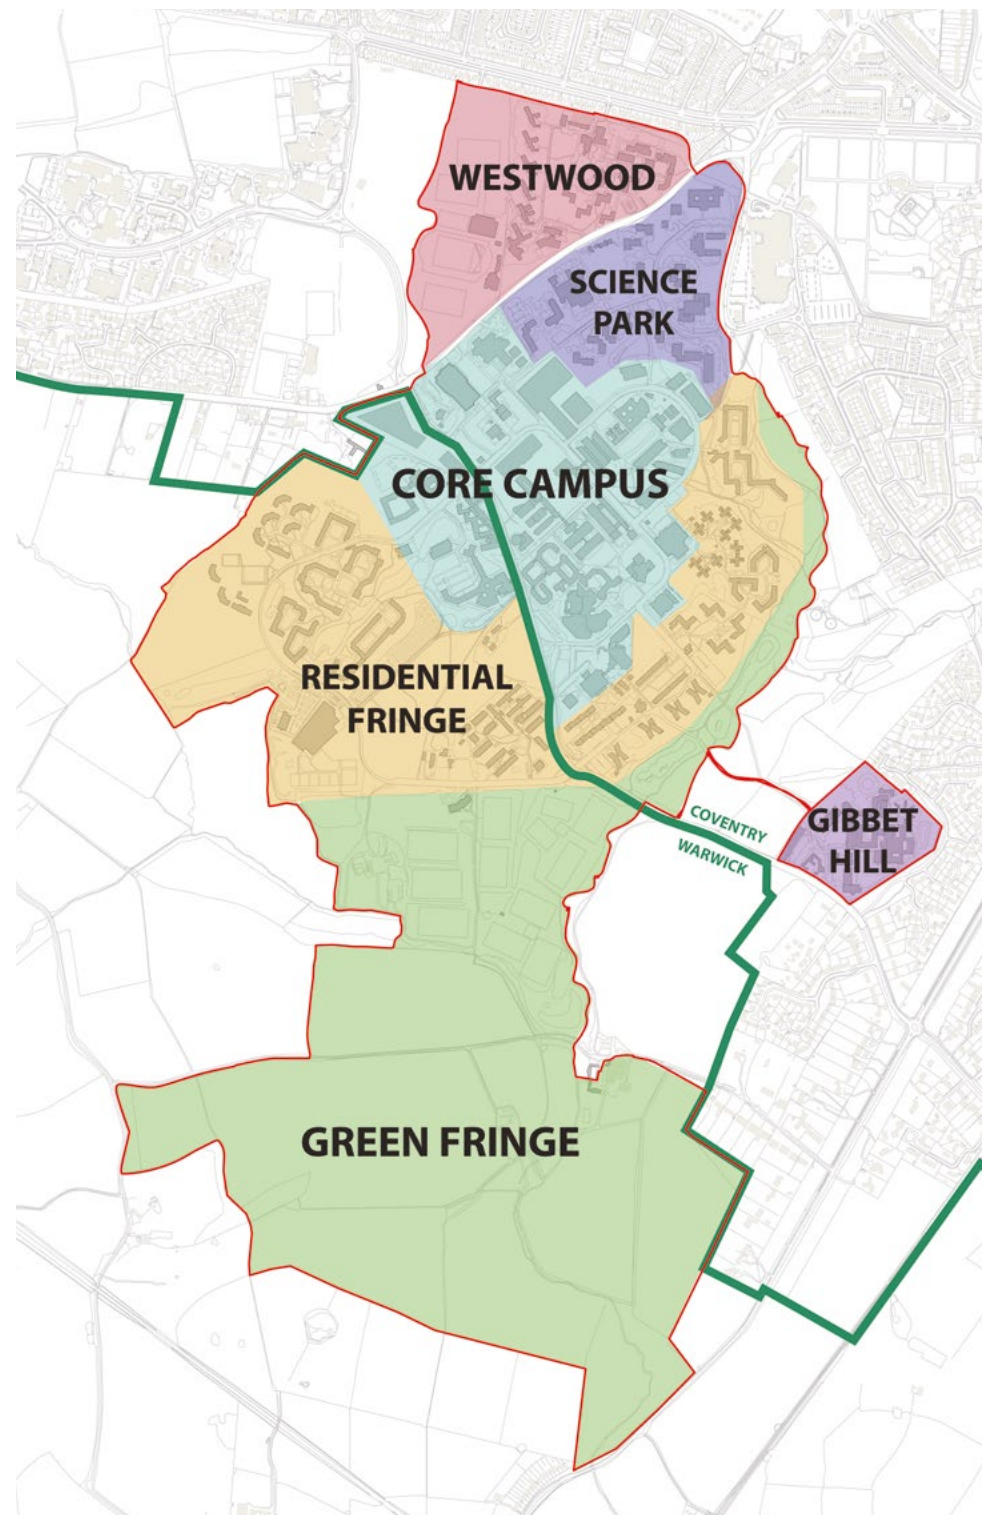 WESTWOOD
SCIENCE
PARK
CORE CAMPUS
RESIDENTIAL
FRINGE
COVENTRY
WARWICK
GIBBET
HILL
GREEN FRINGE